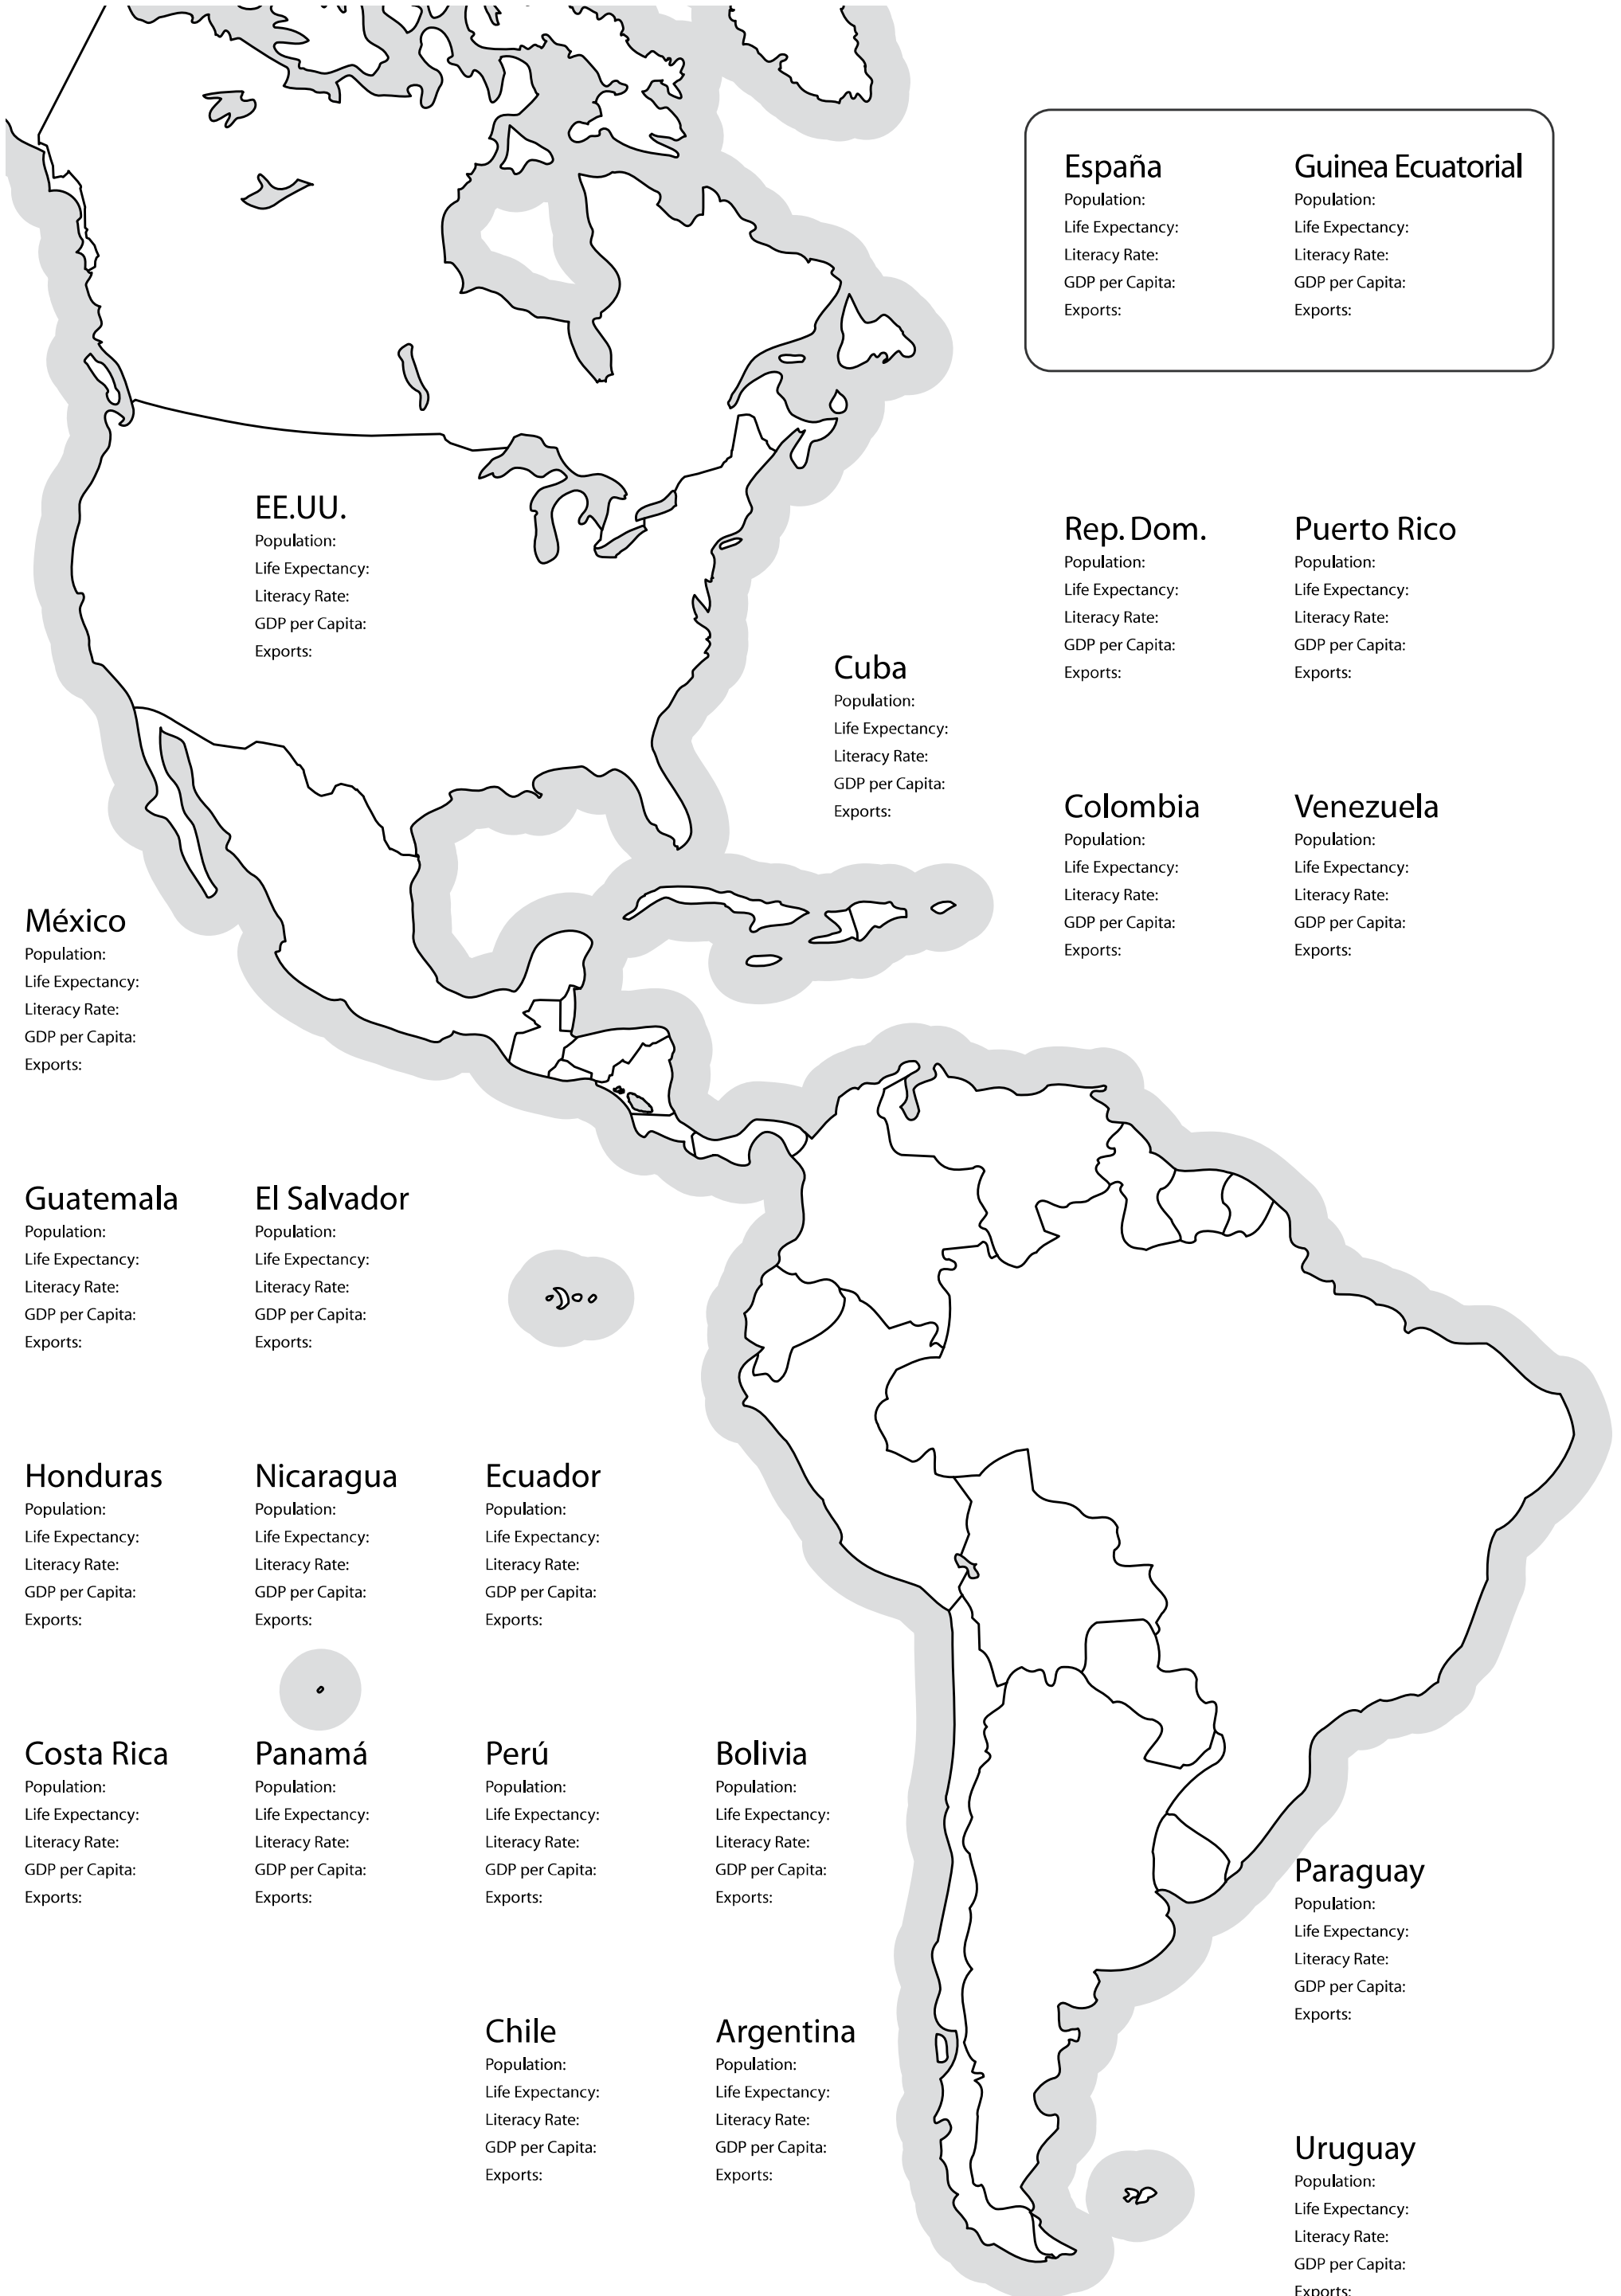 España
Population:
Life Expectancy:
Literacy Rate:
GDP per Capita:
Exports:
Guinea Ecuatorial
Population:
Life Expectancy:
Literacy Rate:
GDP per Capita:
Exports:
EE.UU.
Population:
Life Expectancy:
Literacy Rate:
GDP per Capita:
Exports:
Rep. Dom.
Population:
Life Expectancy:
Literacy Rate:
GDP per Capita:
Exports:
Puerto Rico
Population:
Life Expectancy:
Literacy Rate:
GDP per Capita:
Exports:
Cuba
Population:
Life Expectancy:
Literacy Rate:
GDP per Capita:
Exports:
Colombia
Population:
Life Expectancy:
Literacy Rate:
GDP per Capita:
Exports:
Venezuela
Population:
Life Expectancy:
Literacy Rate:
GDP per Capita:
Exports:
México
Population:
Life Expectancy:
Literacy Rate:
GDP per Capita:
Exports:
Guatemala
Population:
Life Expectancy:
Literacy Rate:
GDP per Capita:
Exports:
El Salvador
Population:
Life Expectancy:
Literacy Rate:
GDP per Capita:
Exports:
Honduras
Population:
Life Expectancy:
Literacy Rate:
GDP per Capita:
Exports:
Nicaragua
Population:
Life Expectancy:
Literacy Rate:
GDP per Capita:
Exports:
Ecuador
Population:
Life Expectancy:
Literacy Rate:
GDP per Capita:
Exports:
Costa Rica
Population:
Life Expectancy:
Literacy Rate:
GDP per Capita:
Exports:
Panamá
Population:
Life Expectancy:
Literacy Rate:
GDP per Capita:
Exports:
Perú
Population:
Life Expectancy:
Literacy Rate:
GDP per Capita:
Exports:
Bolivia
Population:
Life Expectancy:
Literacy Rate:
GDP per Capita:
Exports:
Paraguay
Population:
Life Expectancy:
Literacy Rate:
GDP per Capita:
Exports:
Chile
Population:
Life Expectancy:
Literacy Rate:
GDP per Capita:
Exports:
Argentina
Population:
Life Expectancy:
Literacy Rate:
GDP per Capita:
Exports:
Uruguay
Population:
Life Expectancy:
Literacy Rate:
GDP per Capita:
Exports: